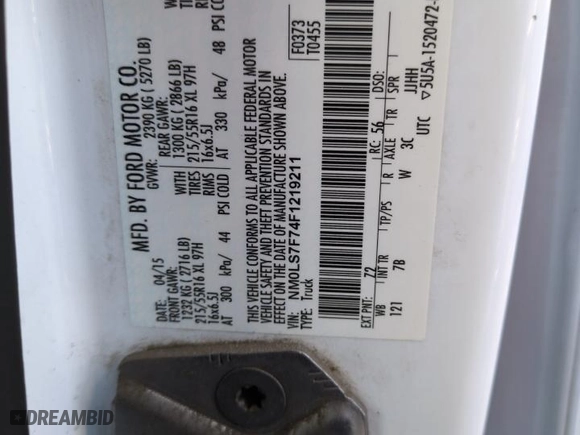 MFD. BY FORD MOTOR CO.
DATE: 04/15
GVWR: 2390 KG ( 5270 LB)
FRONT GAWR:
1232 KG ( 2716 LB)
215/55R16 XL 97H
16x6.5J
AT 300 kPa/ 44
WITH
TIRES
RIMS
PSI COLD
REAR GAWR:
1300 KG ( 2866 LB)
215/55R16 XL 97H
16x6.5J
AT 330 kPa/ 48 PSI COLD
THIS VEHICLE CONFORMS TO ALL APPLICABLE FEDERAL MOTOR
VEHICLE SAFETY AND THEFT PREVENTION STANDARDS IN
EFFECT ON THE DATE OF MANUFACTURE SHOWN ABOVE.
VIN: NM0LS7F74F1219211
TYPE: Truck
F0373
T0455
EXT PNT: 7Z RC: 56 DSO:
WB INT TR TP/PS R AXLE TR SPR
121 7B W 3C JJHH
UTC ▽5U5A-1520472-
DREAMBID